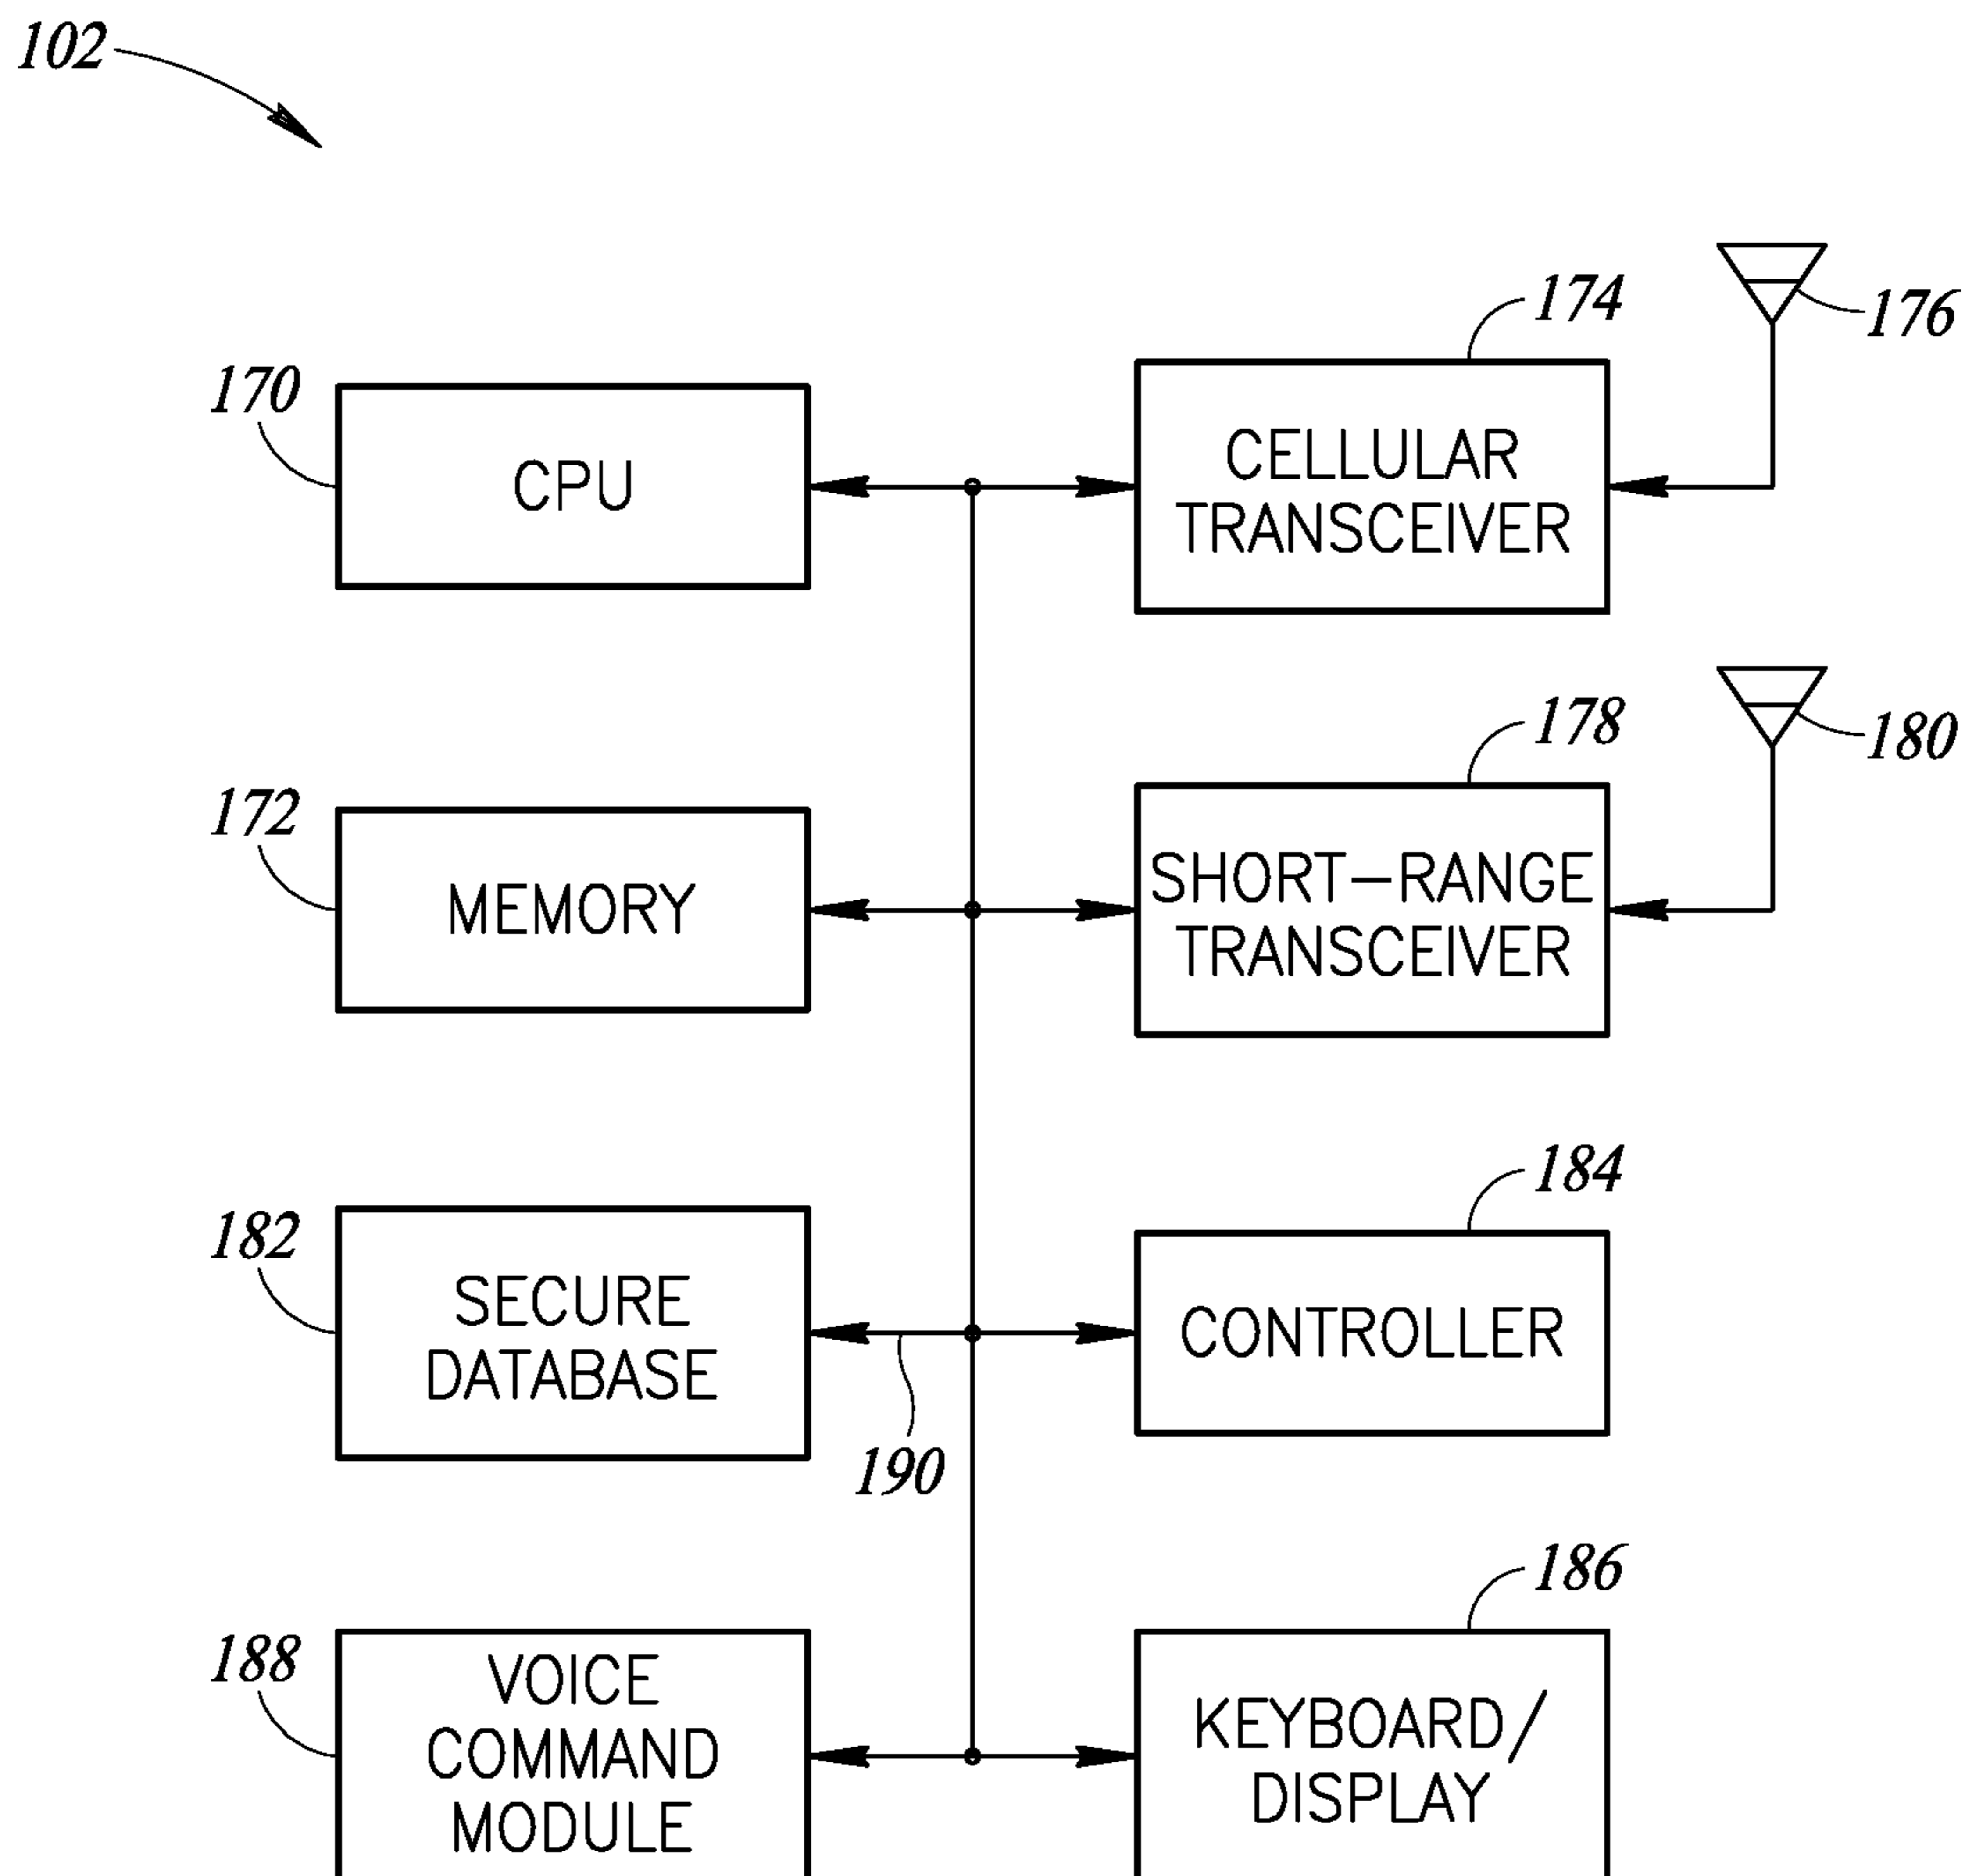 102
174
176
170
CPU
CELLULAR
TRANSCEIVER
178
180
172
MEMORY
SHORT-RANGE
TRANSCEIVER
184
182
SECURE
DATABASE
CONTROLLER
190
186
188
VOICE
COMMAND
MODULE
KEYBOARD/
DISPLAY